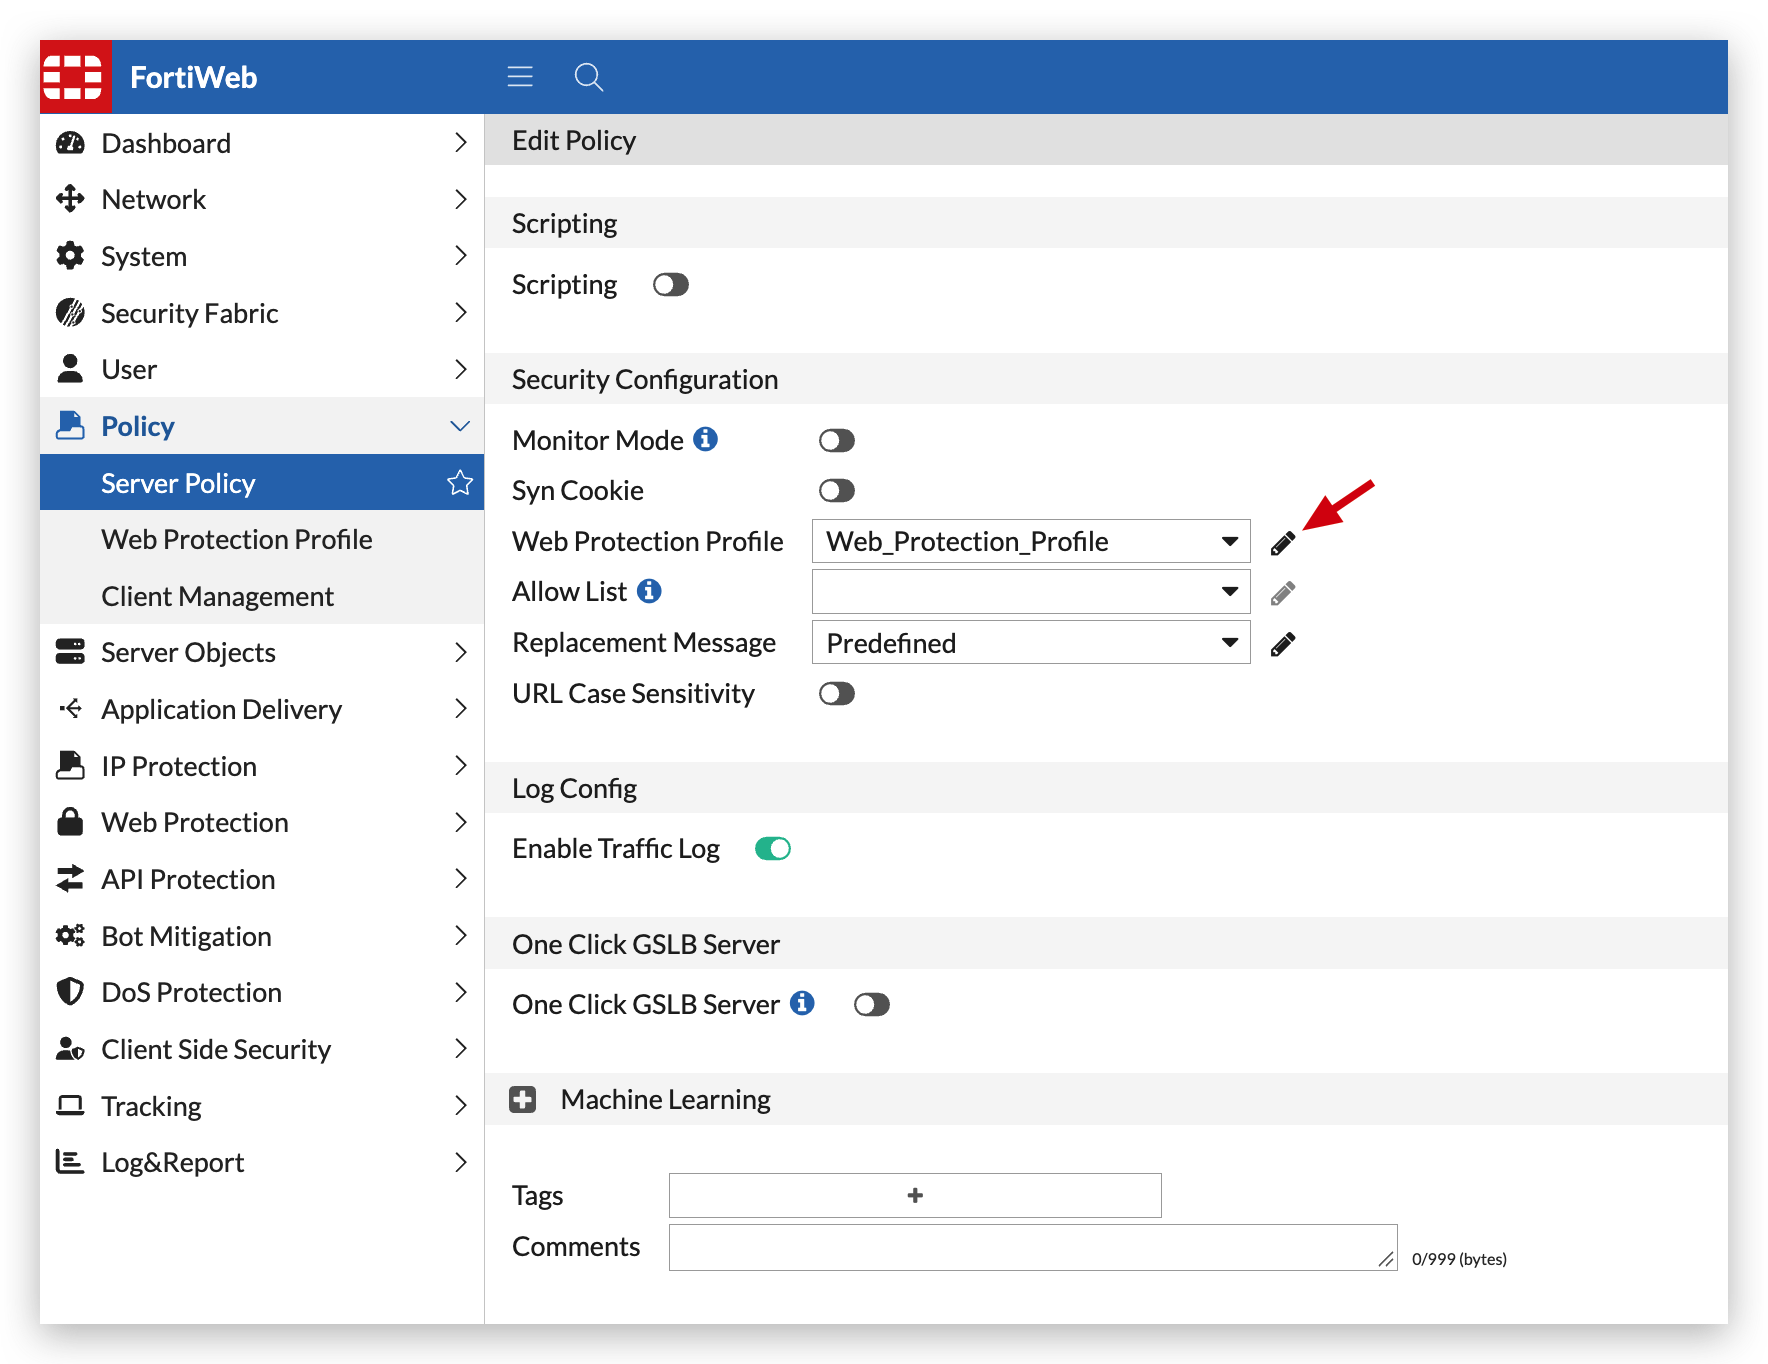 FortiWeb
Dashboard
Network
System
Security Fabric
User
Policy
Server Policy
Web Protection Profile
Client Management
Server Objects
Application Delivery
IP Protection
Web Protection
API Protection
Bot Mitigation
DoS Protection
Client Side Security
Tracking
Log&Report
Edit Policy
Scripting
Scripting
Security Configuration
Monitor Mode
Syn Cookie
Web Protection Profile Web_Protection_Profile
Allow List
Replacement Message Predefined
URL Case Sensitivity
Log Config
Enable Traffic Log
One Click GSLB Server
One Click GSLB Server
Machine Learning
Tags +
Comments 0/999 (bytes)